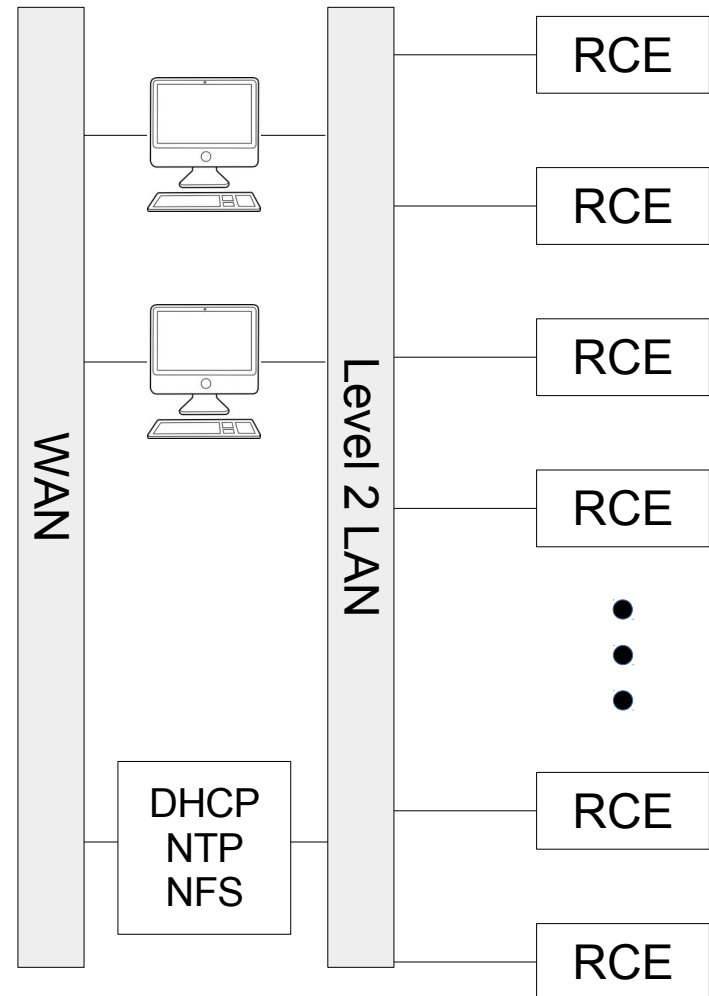 WAN
Level 2 LAN
DHCP
NTP
NFS
RCE
RCE
RCE
RCE
RCE
RCE